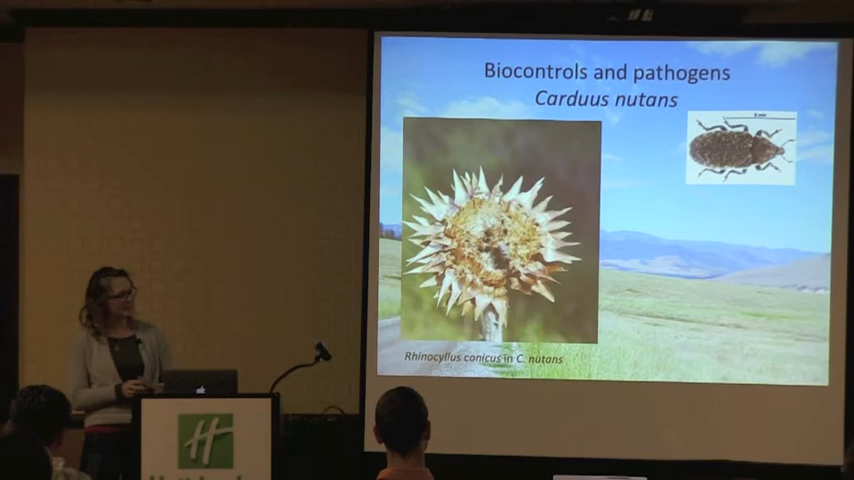 Biocontrols and pathogens
Carduus nutans
Rhinocyllus conicus in C. nutans
H